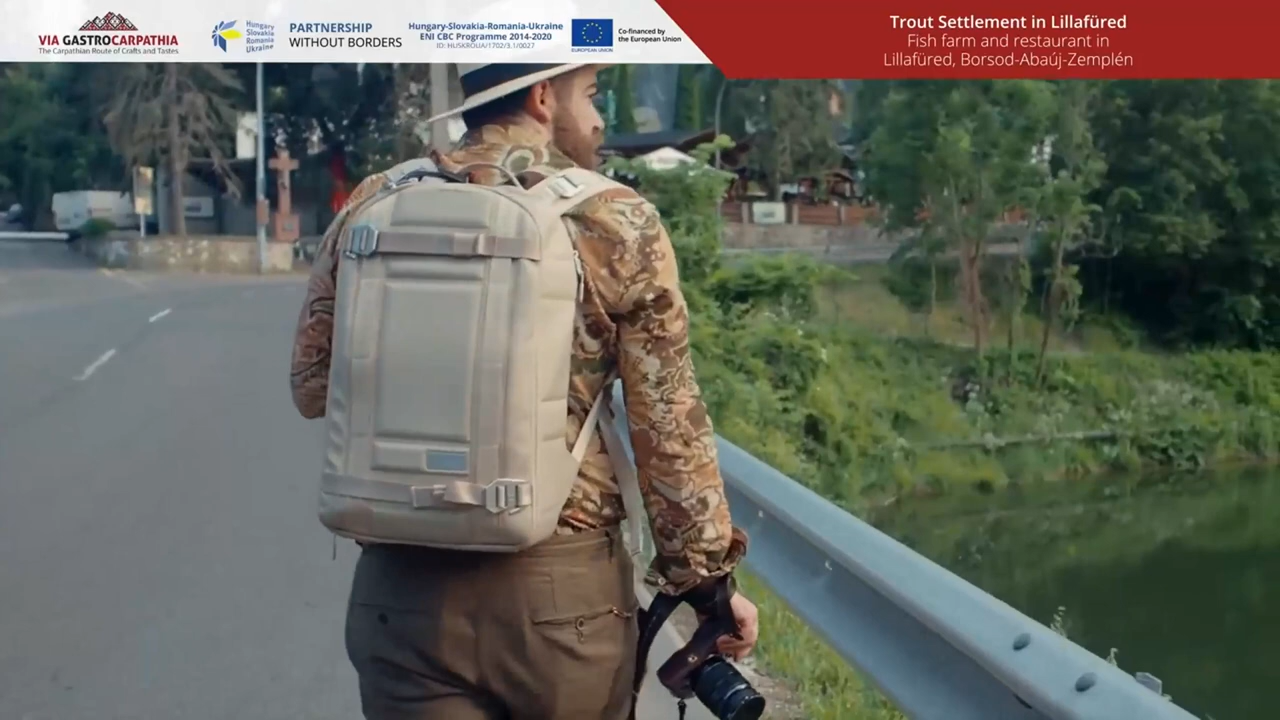 VIA GASTROCARPATHIA
The Carpathian Route of Crafts and Tastes
Hungary
Slovakia
Romania
Ukraine
PARTNERSHIP
WITHOUT BORDERS
Hungary-Slovakia-Romania-Ukraine
ENI CBC Programme 2014-2020
ID: HUSKROUA/1702/3.1/0027
EUROPEAN UNION
Co-financed by
the European Union
Trout Settlement in Lillafüred
Fish farm and restaurant in
Lillafüred, Borsod-Abaúj-Zemplén